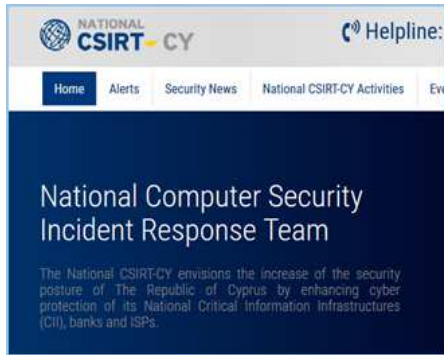 NATIONAL
CSIRT-CY
Helpline:
Home Alerts Security News National CSIRT-CY Activities Eve
National Computer Security
Incident Response Team
The National CSIRT-CY envisions the increase of the security
posture of The Republic of Cyprus by enhancing cyber
protection of its National Critical Information Infrastructures
(CII), banks and ISPs.